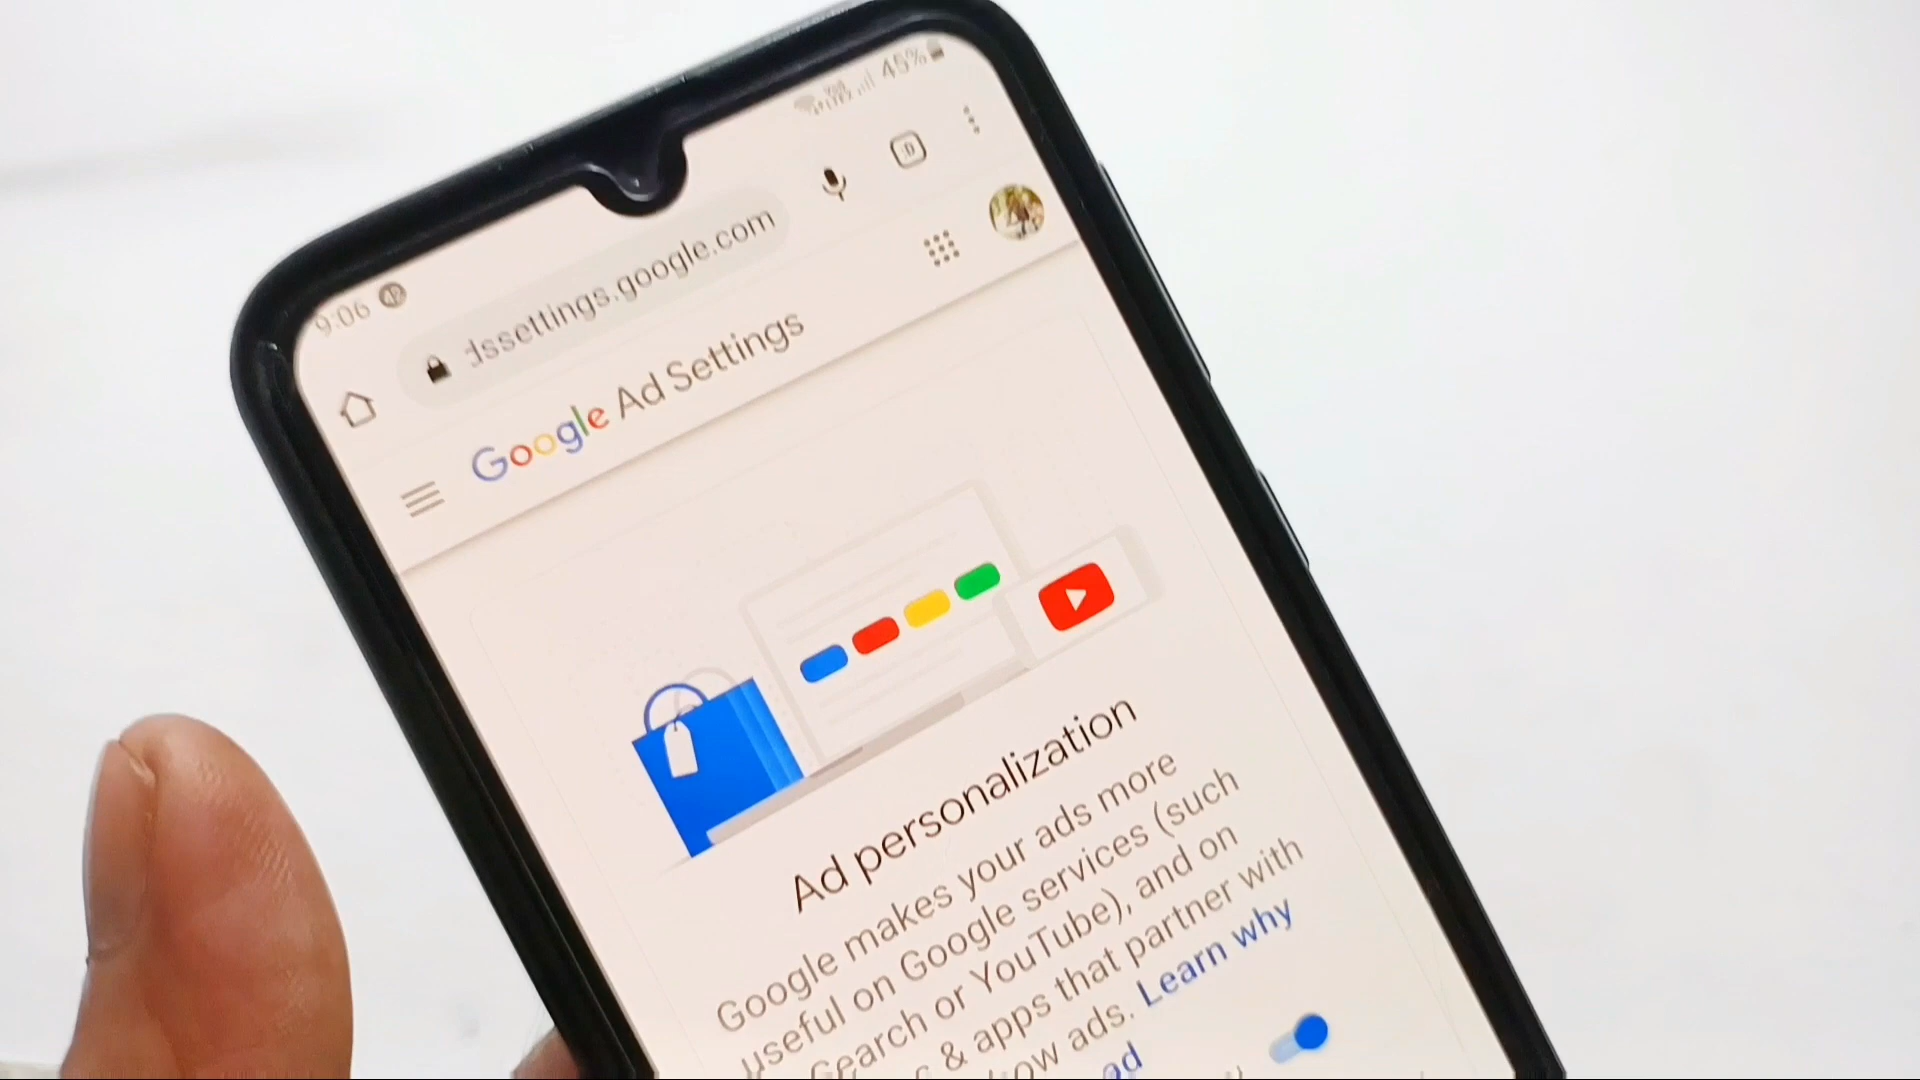 9:06
45%
dssettings.google.com
:D
Google Ad Settings
Ad personalization
Google makes your ads more
useful on Google services (such
Search or YouTube), and on
& apps that partner with
ow ads. Learn why
ad